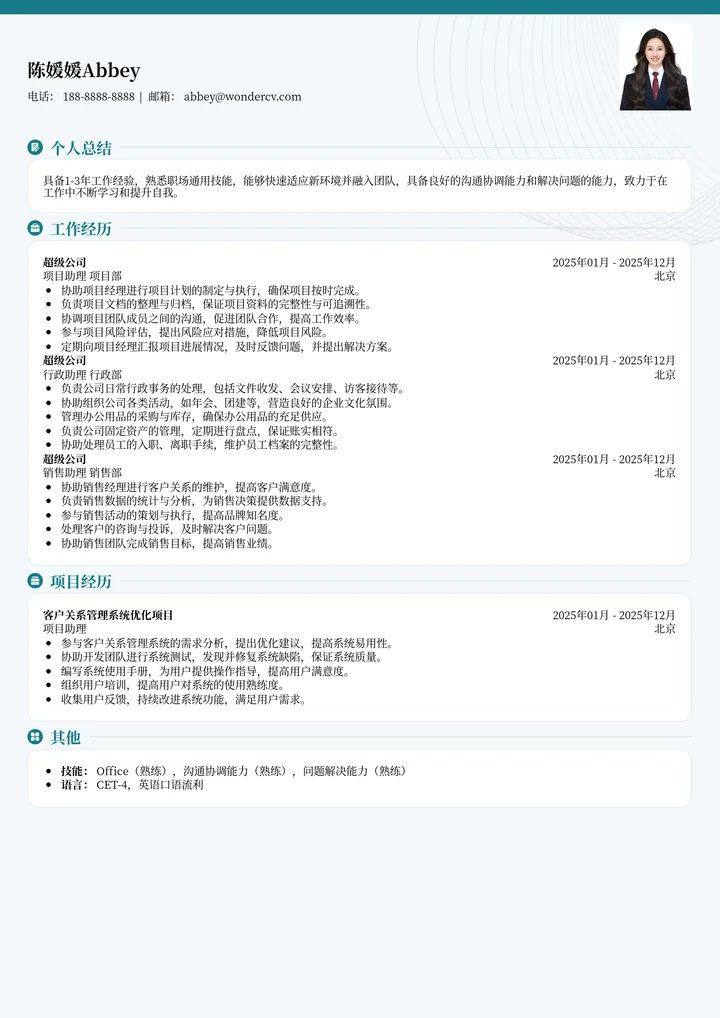 陈媛媛Abbey
电话： 188-8888-8888 | 邮箱： abbey@wondercv.com
个人总结
具备1-3年工作经验，熟悉职场通用技能，能够快速适应新环境并融入团队，具备良好的沟通协调能力和解决问题的能力，致力于在
工作中不断学习和提升自我。
工作经历
超级公司 2025年01月 - 2025年12月
项目助理 项目部 北京
• 协助项目经理进行项目计划的制定与执行，确保项目按时完成。
• 负责项目文档的整理与归档，保证项目资料的完整性与可追溯性。
• 协调项目团队成员之间的沟通，促进团队合作，提高工作效率。
• 参与项目风险评估，提出风险应对措施，降低项目风险。
• 定期向项目经理汇报项目进展情况，及时反馈问题，并提出解决方案。
超级公司 2025年01月 - 2025年12月
行政助理 行政部 北京
• 负责公司日常行政事务的处理，包括文件收发、会议安排、访客接待等。
• 协助组织公司各类活动，如年会、团建等，营造良好的企业文化氛围。
• 管理办公用品的采购与库存，确保办公用品的充足供应。
• 负责公司固定资产的管理，定期进行盘点，保证账实相符。
• 协助处理员工的入职、离职手续，维护员工档案的完整性。
超级公司 2025年01月 - 2025年12月
销售助理 销售部 北京
• 协助销售经理进行客户关系的维护，提高客户满意度。
• 负责销售数据的统计与分析，为销售决策提供数据支持。
• 参与销售活动的策划与执行，提高品牌知名度。
• 处理客户的咨询与投诉，及时解决客户问题。
• 协助销售团队完成销售目标，提高销售业绩。
项目经历
客户关系管理系统优化项目 2025年01月 - 2025年12月
项目助理 北京
• 参与客户关系管理系统的需求分析，提出优化建议，提高系统易用性。
• 协助开发团队进行系统测试，发现并修复系统缺陷，保证系统质量。
• 编写系统使用手册，为用户提供操作指导，提高用户满意度。
• 组织用户培训，提高用户对系统的使用熟练度。
• 收集用户反馈，持续改进系统功能，满足用户需求。
其他
• 技能： Office（熟练），沟通协调能力（熟练），问题解决能力（熟练）
• 语言： CET-4，英语口语流利